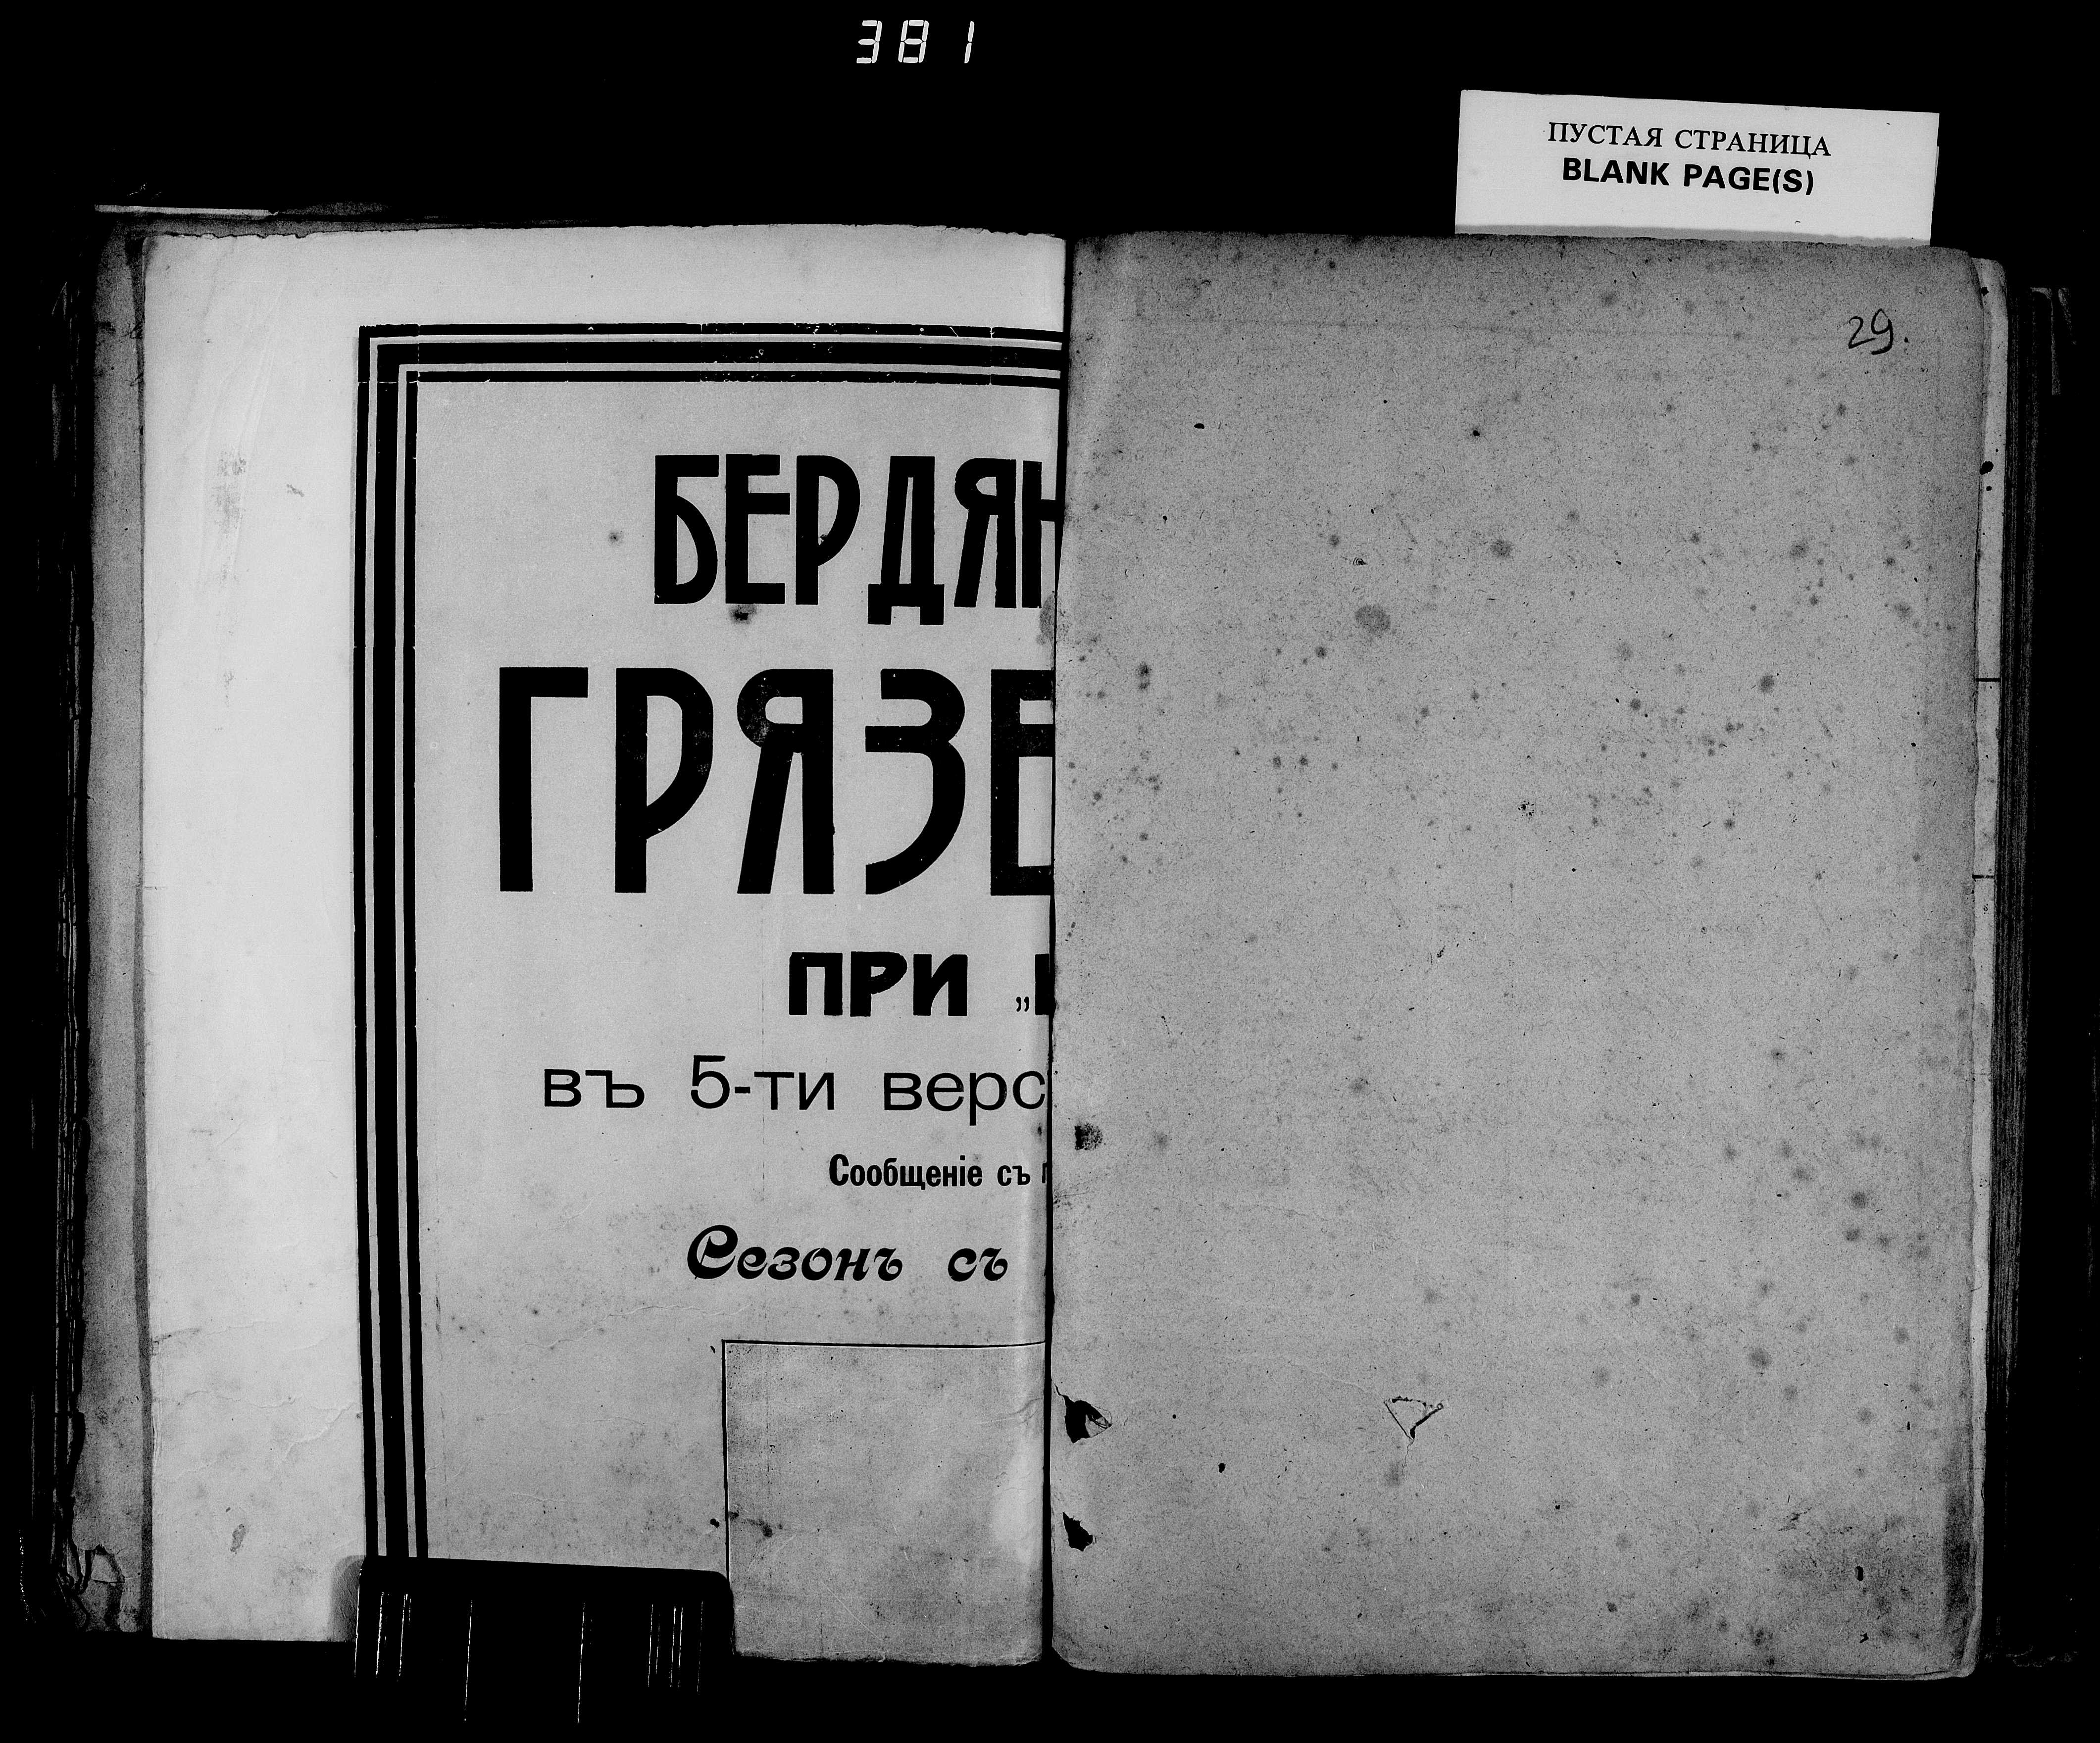 381
ПУСТАЯ СТРАНИЦА
BLANK PAGE(S)
29.
БЕРДЯН
ГРЯЗЕ
ПРИ „
въ 5-ти верс
Сообщеніе съ
Сезонъ съ